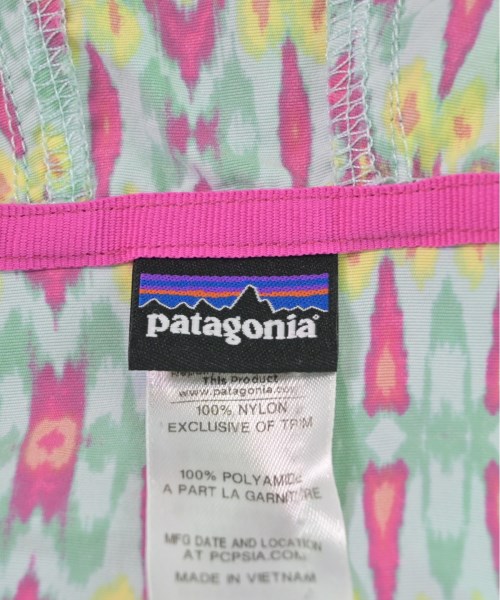 patagonia®
This Product
www.patagonia.co
100% NYLON
EXCLUSIVE OF TRIM
100% POLYAMIDE
A PART LA GARNITURE
MFG DATE AND LOCATION
AT PCPSIA.COM
MADE IN VIETNAM